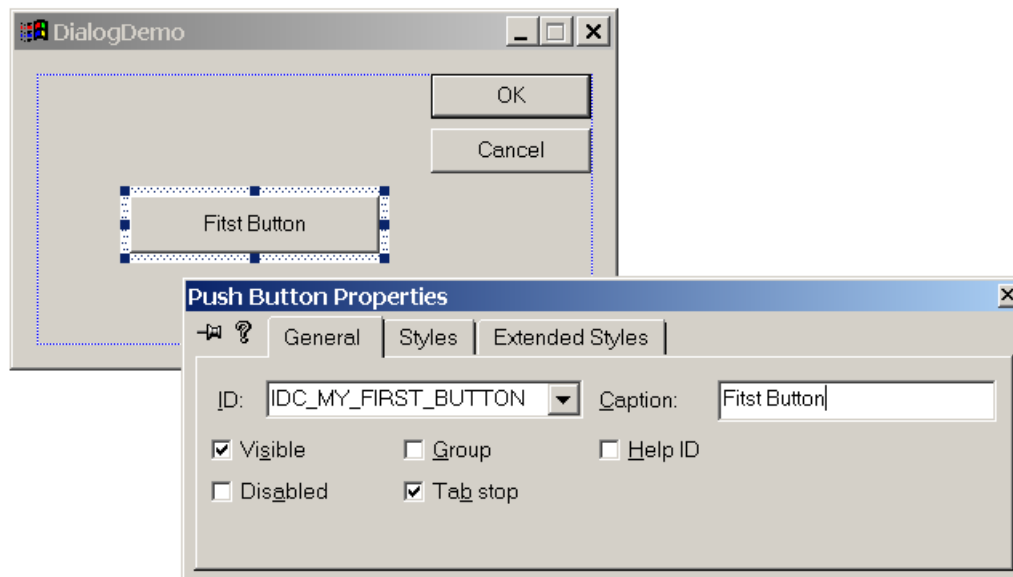 DialogDemo
OK
Cancel
Fitst Button
Push Button Properties
General Styles Extended Styles
ID: IDC_MY_FIRST_BUTTON Caption: Fitst Button
Visible Group Help ID
Disabled Tab stop